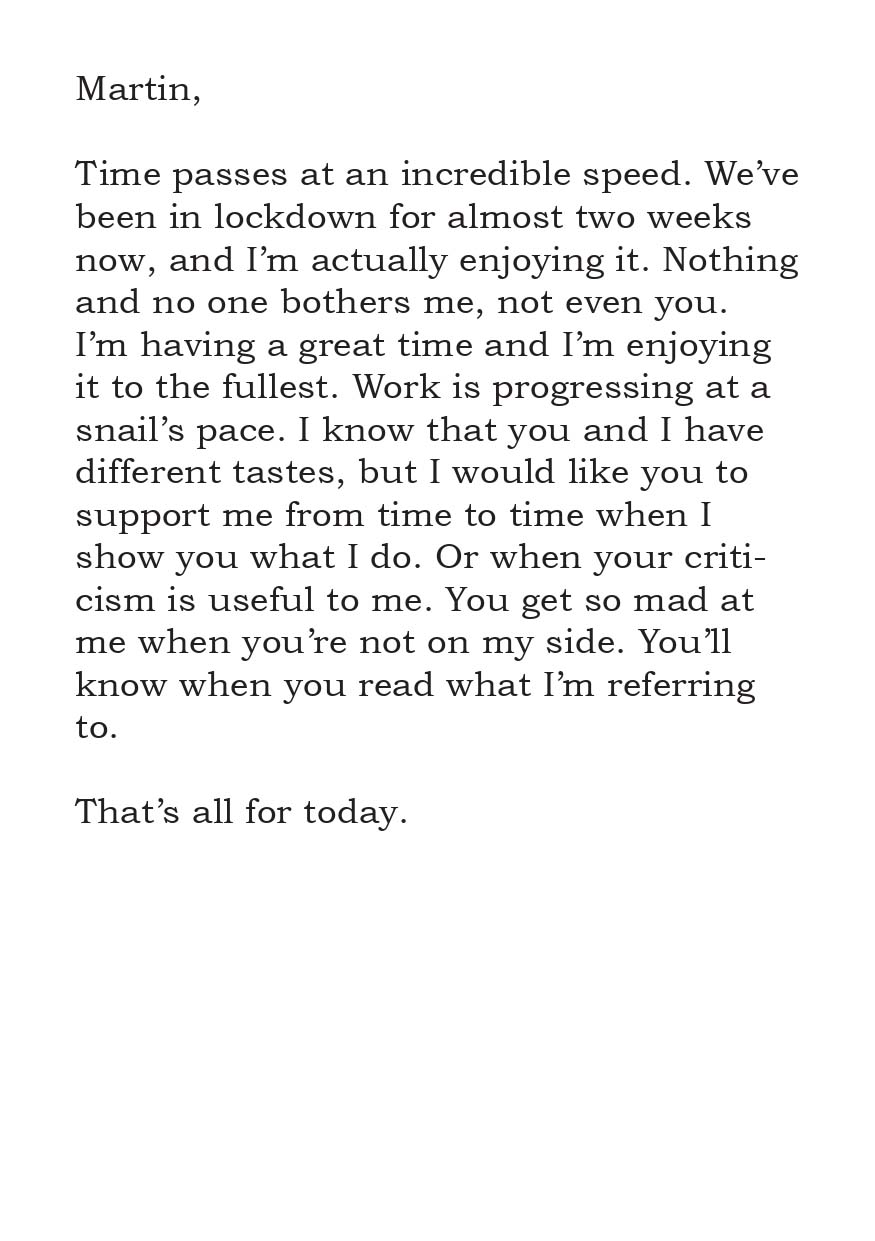 Martin,
Time passes at an incredible speed. We’ve
been in lockdown for almost two weeks
now, and I’m actually enjoying it. Nothing
and no one bothers me, not even you.
I’m having a great time and I’m enjoying
it to the fullest. Work is progressing at a
snail’s pace. I know that you and I have
different tastes, but I would like you to
support me from time to time when I
show you what I do. Or when your criti-
cism is useful to me. You get so mad at
me when you’re not on my side. You’ll
know when you read what I’m referring
to.
That’s all for today.